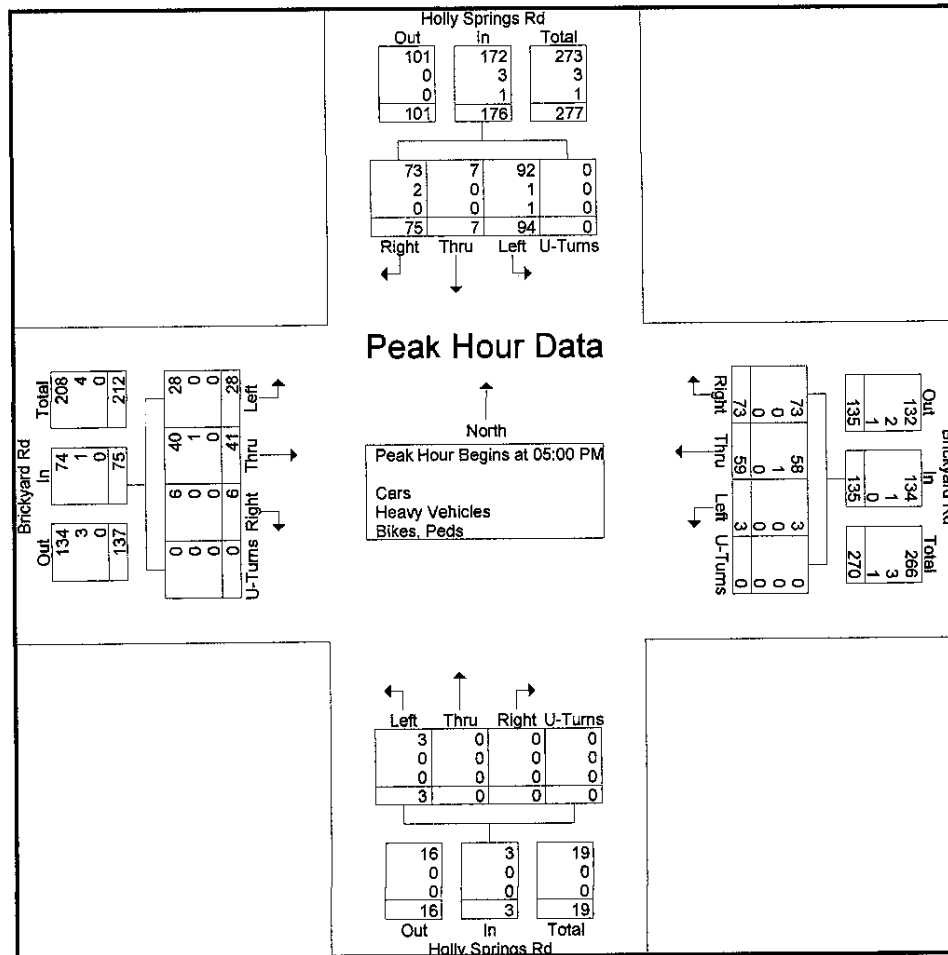 Holly Springs Rd
Out In Total
101 172 273
0 3 3
0 1 1
101 176 277
73 7 92 0
2 0 1 0
0 0 1 0
75 7 94 0
Right Thru Left U-Turns
Peak Hour Data
North
Peak Hour Begins at 05:00 PM
Cars
Heavy Vehicles
Bikes, Peds
Brickyard Rd
Out In Total
134 74 208
3 1 4
0 0 0
137 75 212
28 0 0 28
40 1 0 41
6 0 0 6
0 0 0 0
Left
Thru
Right
U-Turns
Right
Thru
Left
U-Turns
73 0 0 73
58 1 0 59
3 0 0 3
0 0 0 0
Out In Total
132 134 266
2 1 3
1 0 1
135 135 270
Brickyard Rd
Left Thru Right U-Turns
3 0 0 0
0 0 0 0
0 0 0 0
3 0 0 0
16 3 19
0 0 0
0 0 0
16 3 19
Out In Total
Holly Springs Rd